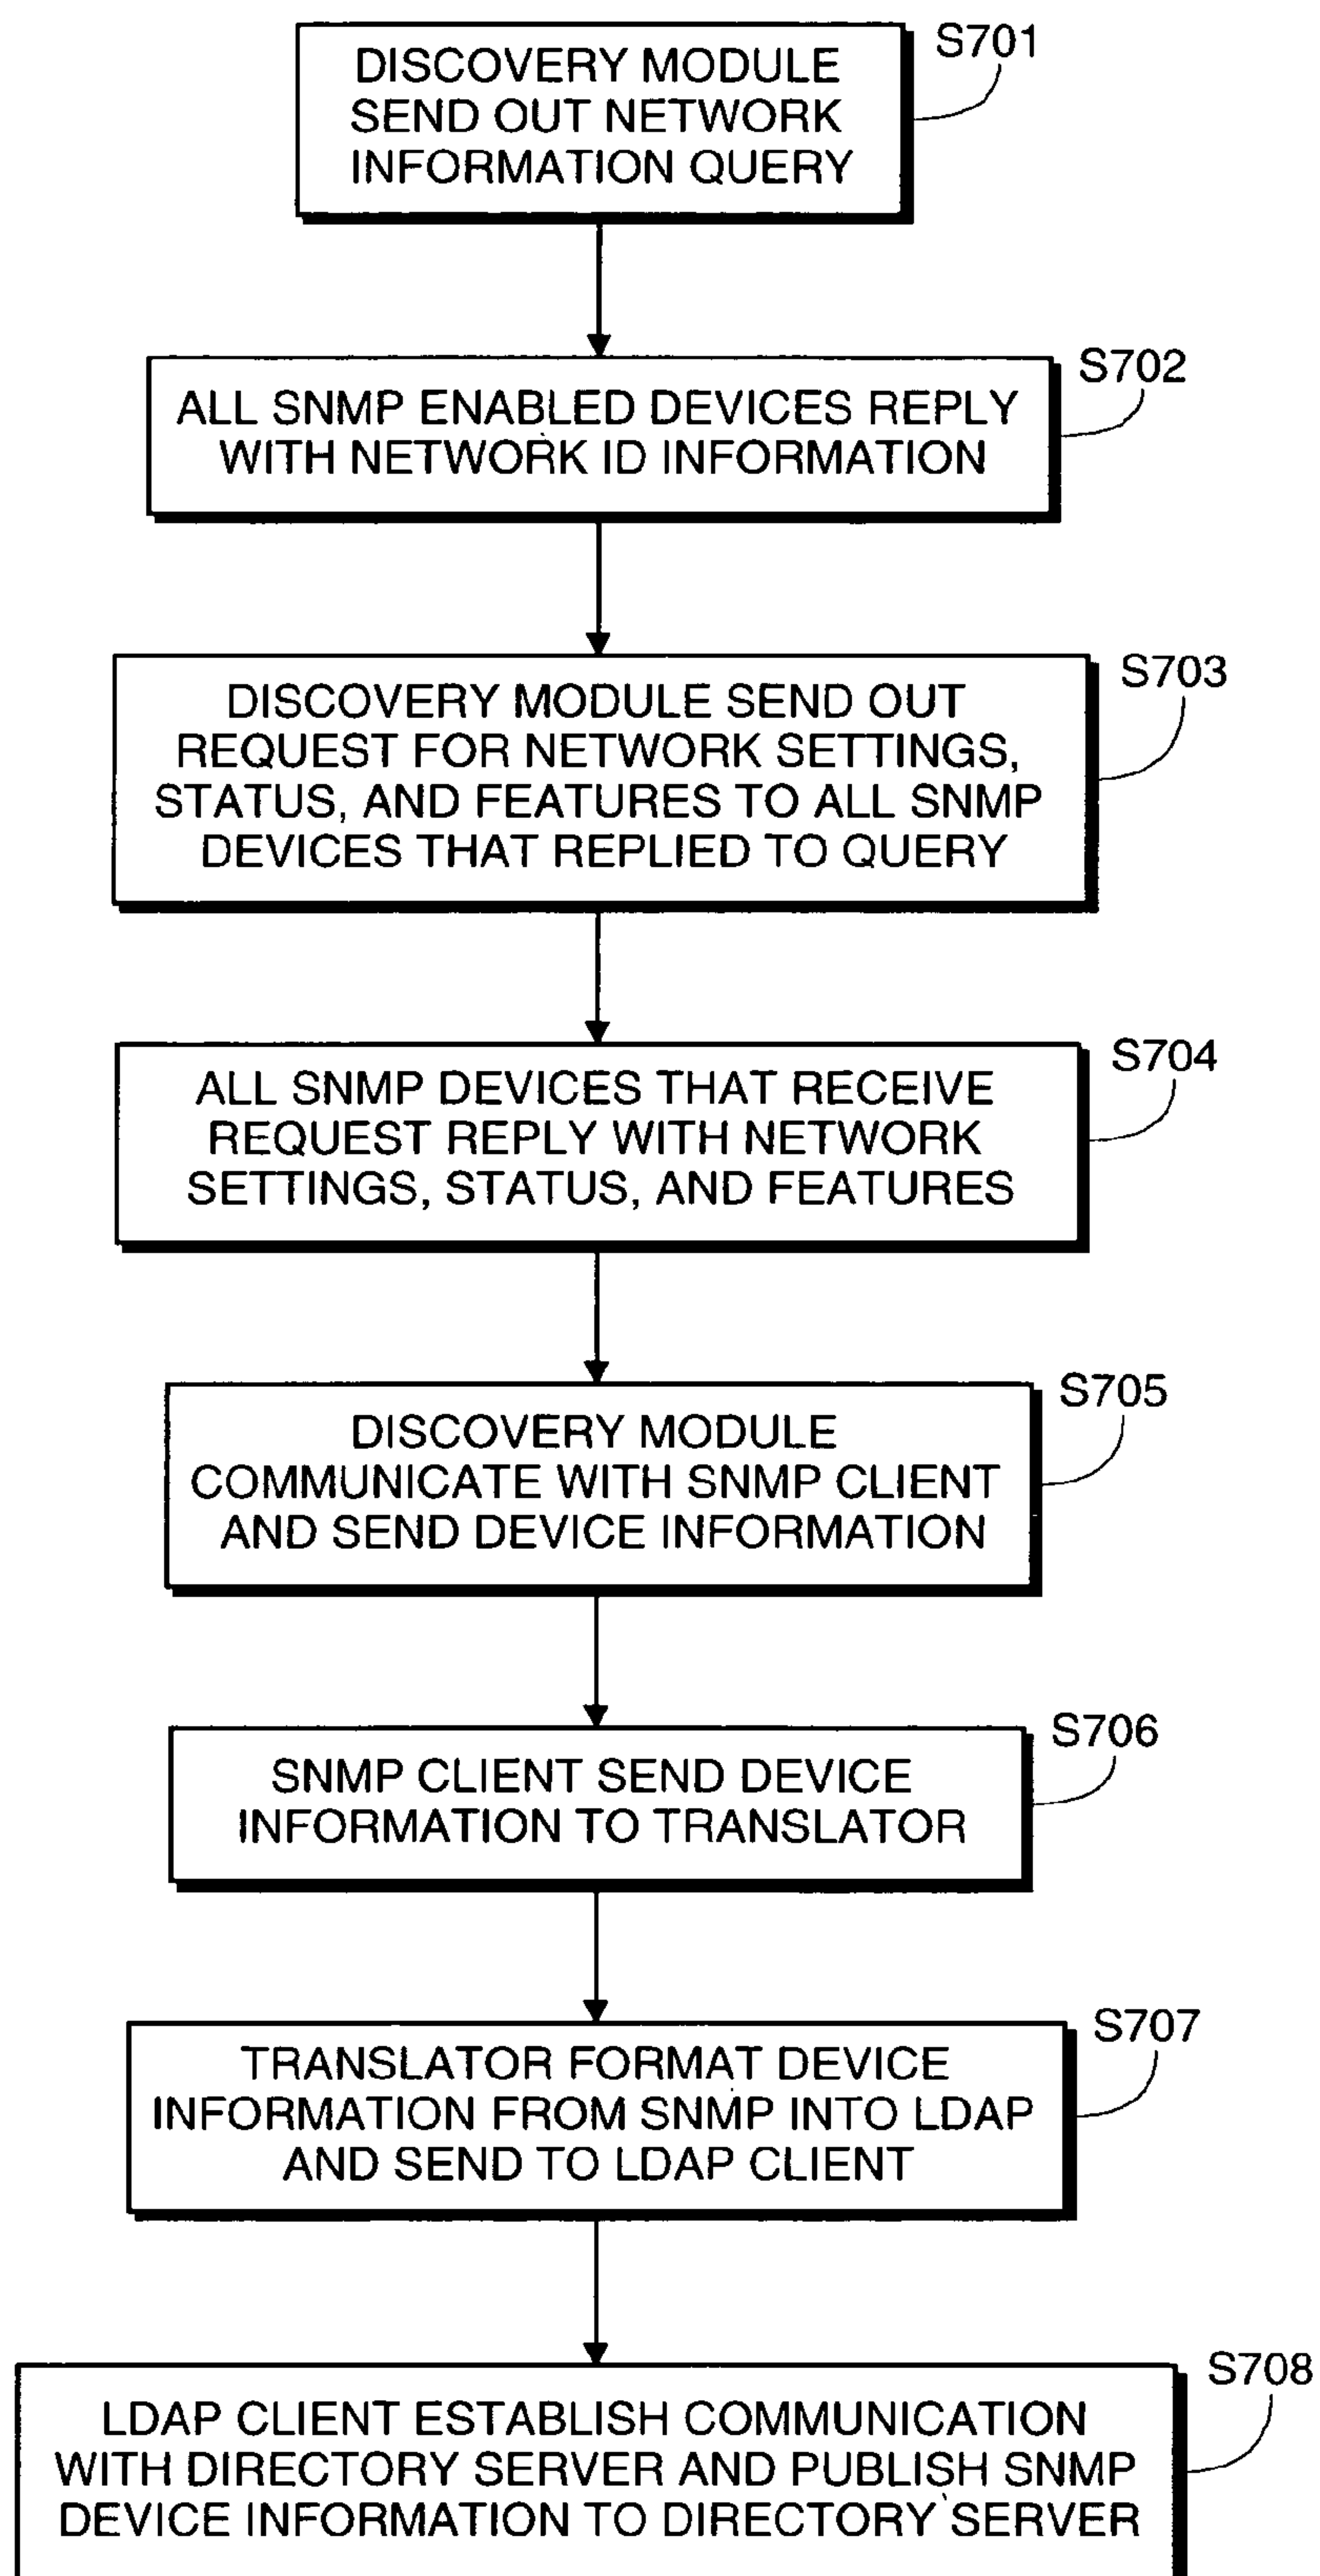 DISCOVERY MODULE
SEND OUT NETWORK
INFORMATION QUERY
S701
ALL SNMP ENABLED DEVICES REPLY
WITH NETWORK ID INFORMATION
S702
DISCOVERY MODULE SEND OUT
REQUEST FOR NETWORK SETTINGS,
STATUS, AND FEATURES TO ALL SNMP
DEVICES THAT REPLIED TO QUERY
S703
ALL SNMP DEVICES THAT RECEIVE
REQUEST REPLY WITH NETWORK
SETTINGS, STATUS, AND FEATURES
S704
DISCOVERY MODULE
COMMUNICATE WITH SNMP CLIENT
AND SEND DEVICE INFORMATION
S705
SNMP CLIENT SEND DEVICE
INFORMATION TO TRANSLATOR
S706
TRANSLATOR FORMAT DEVICE
INFORMATION FROM SNMP INTO LDAP
AND SEND TO LDAP CLIENT
S707
LDAP CLIENT ESTABLISH COMMUNICATION
WITH DIRECTORY SERVER AND PUBLISH SNMP
DEVICE INFORMATION TO DIRECTORY SERVER
S708